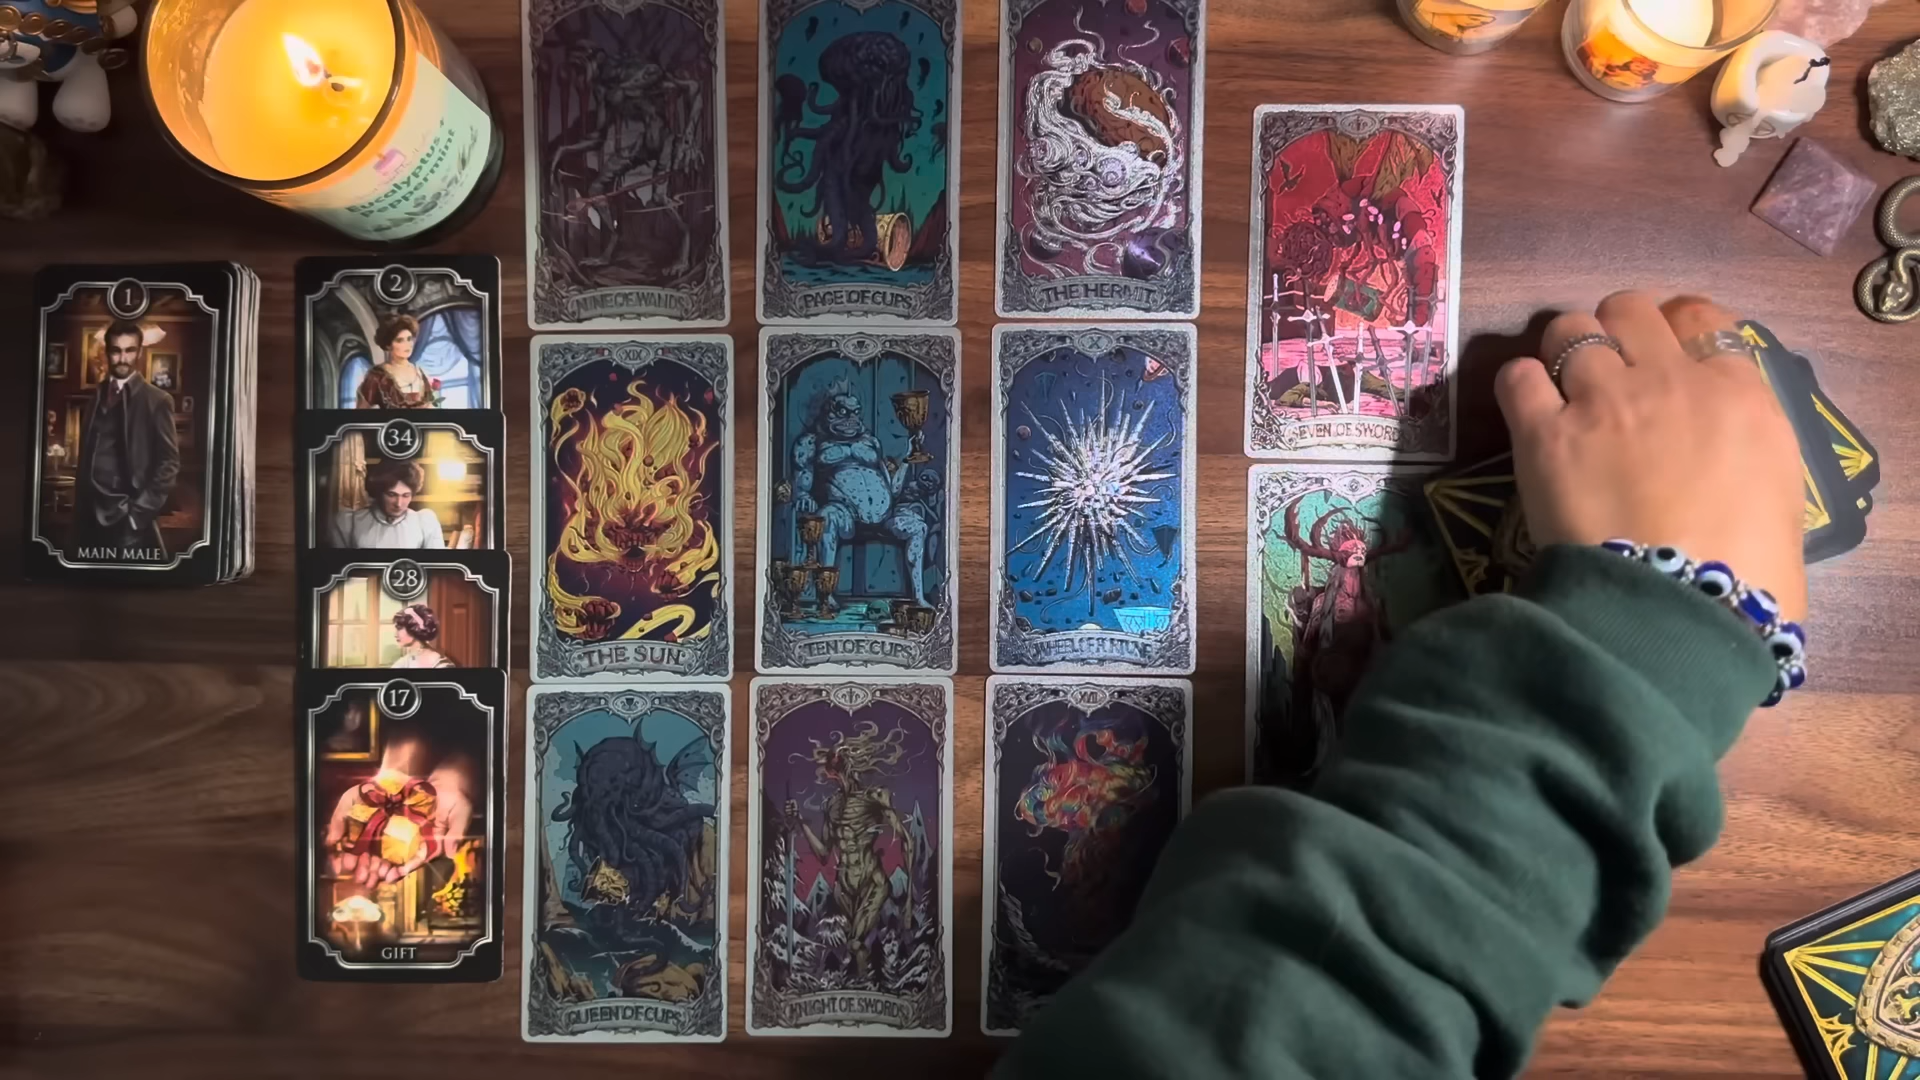 Eucalyptus
Peppermint
1
MAIN MALE
2
34
28
17
GIFT
NINE OF WANDS
PAGE OF CUPS
THE HERMIT
XIX
THE SUN
TEN OF CUPS
X
WHEEL OF FORTUNE
QUEEN OF CUPS
KNIGHT OF SWORDS
XVII
SEVEN OF SWORDS